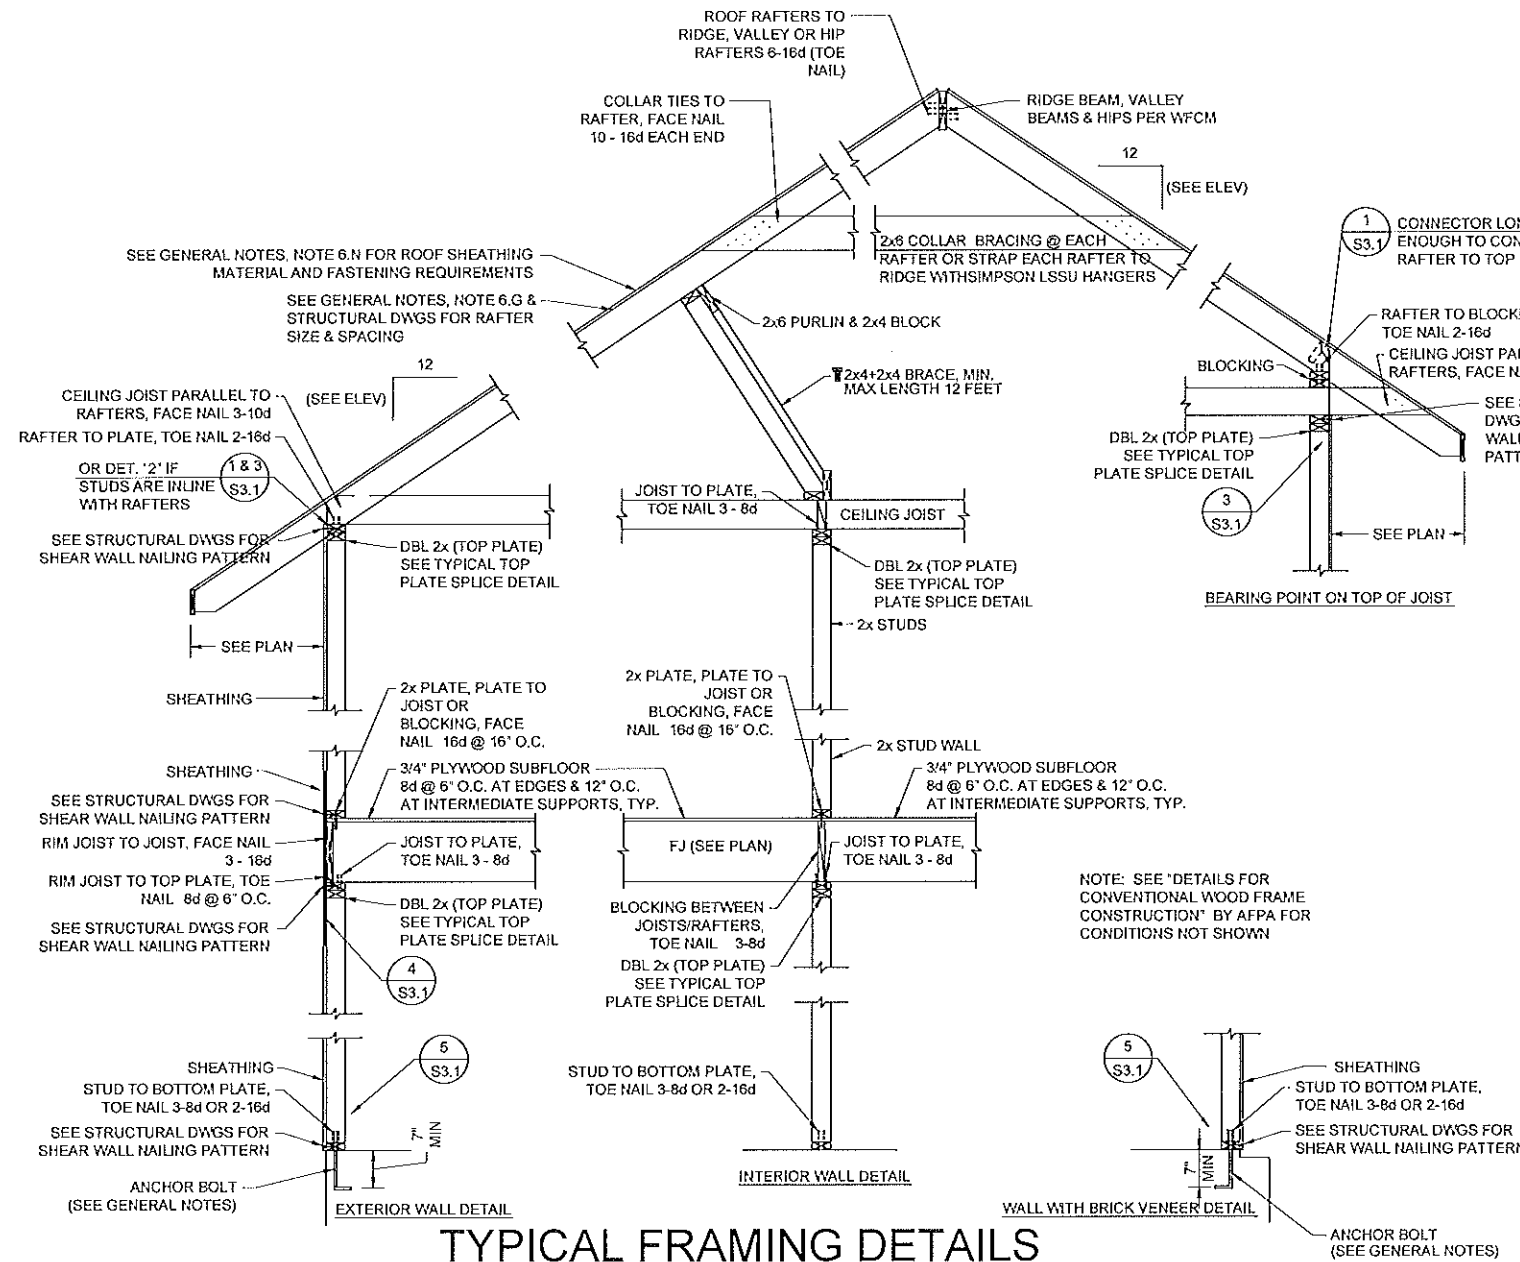 ROOF RAFTERS TO
RIDGE, VALLEY OR HIP
RAFTERS 6-16d (TOE
NAIL)
COLLAR TIES TO
RAFTER, FACE NAIL
10 - 16d EACH END
RIDGE BEAM, VALLEY
BEAMS & HIPS PER WFCM
12
(SEE ELEV)
1
S3.1
CONNECTOR LON
ENOUGH TO CON
RAFTER TO TOP
SEE GENERAL NOTES, NOTE 6.N FOR ROOF SHEATHING
MATERIAL AND FASTENING REQUIREMENTS
2x6 COLLAR BRACING @ EACH
RAFTER OR STRAP EACH RAFTER TO
RIDGE WITHSIMPSON LSSU HANGERS
SEE GENERAL NOTES, NOTE 6.G &
STRUCTURAL DWGS FOR RAFTER
SIZE & SPACING
2x6 PURLIN & 2x4 BLOCK
RAFTER TO BLOCK
TOE NAIL 2-16d
BLOCKING
CEILING JOIST PA
RAFTERS, FACE N
2x4+2x4 BRACE, MIN.
MAX LENGTH 12 FEET
12
(SEE ELEV)
CEILING JOIST PARALLEL TO
RAFTERS, FACE NAIL 3-10d
RAFTER TO PLATE, TOE NAIL 2-16d
OR DET. "2" IF
STUDS ARE INLINE
WITH RAFTERS
1 & 3
S3.1
SEE STRUCTURAL DWGS FOR
SHEAR WALL NAILING PATTERN
DBL 2x (TOP PLATE)
SEE TYPICAL TOP
PLATE SPLICE DETAIL
SEE PLAN
JOIST TO PLATE,
TOE NAIL 3 - 8d
CEILING JOIST
DBL 2x (TOP PLATE)
SEE TYPICAL TOP
PLATE SPLICE DETAIL
2x STUDS
SEE
DWG
WAL
PATT
DBL 2x (TOP PLATE)
SEE TYPICAL TOP
PLATE SPLICE DETAIL
3
S3.1
SEE PLAN
BEARING POINT ON TOP OF JOIST
SHEATHING
2x PLATE, PLATE TO
JOIST OR
BLOCKING, FACE
NAIL 16d @ 16" O.C.
2x PLATE, PLATE TO
JOIST OR
BLOCKING, FACE
NAIL 16d @ 16" O.C.
2x STUD WALL
SHEATHING
3/4" PLYWOOD SUBFLOOR
8d @ 6" O.C. AT EDGES & 12" O.C.
AT INTERMEDIATE SUPPORTS, TYP.
3/4" PLYWOOD SUBFLOOR
8d @ 6" O.C. AT EDGES & 12" O.C.
AT INTERMEDIATE SUPPORTS, TYP.
SEE STRUCTURAL DWGS FOR
SHEAR WALL NAILING PATTERN
RIM JOIST TO JOIST, FACE NAIL
3 - 16d
RIM JOIST TO TOP PLATE, TOE
NAIL 8d @ 6" O.C.
SEE STRUCTURAL DWGS FOR
SHEAR WALL NAILING PATTERN
JOIST TO PLATE,
TOE NAIL 3 - 8d
DBL 2x (TOP PLATE)
SEE TYPICAL TOP
PLATE SPLICE DETAIL
4
S3.1
FJ (SEE PLAN)
JOIST TO PLATE,
TOE NAIL 3 - 8d
BLOCKING BETWEEN
JOISTS/RAFTERS,
TOE NAIL 3-8d
DBL 2x (TOP PLATE)
SEE TYPICAL TOP
PLATE SPLICE DETAIL
NOTE: SEE "DETAILS FOR
CONVENTIONAL WOOD FRAME
CONSTRUCTION" BY AFPA FOR
CONDITIONS NOT SHOWN
SHEATHING
STUD TO BOTTOM PLATE,
TOE NAIL 3-8d OR 2-16d
SEE STRUCTURAL DWGS FOR
SHEAR WALL NAILING PATTERN
ANCHOR BOLT
(SEE GENERAL NOTES)
5
S3.1
7"
MIN
EXTERIOR WALL DETAIL
STUD TO BOTTOM PLATE,
TOE NAIL 3-8d OR 2-16d
INTERIOR WALL DETAIL
5
S3.1
SHEATHING
STUD TO BOTTOM PLATE,
TOE NAIL 3-8d OR 2-16d
SEE STRUCTURAL DWGS FOR
SHEAR WALL NAILING PATTERN
7"
MIN
WALL WITH BRICK VENEER DETAIL
ANCHOR BOLT
(SEE GENERAL NOTES)
TYPICAL FRAMING DETAILS